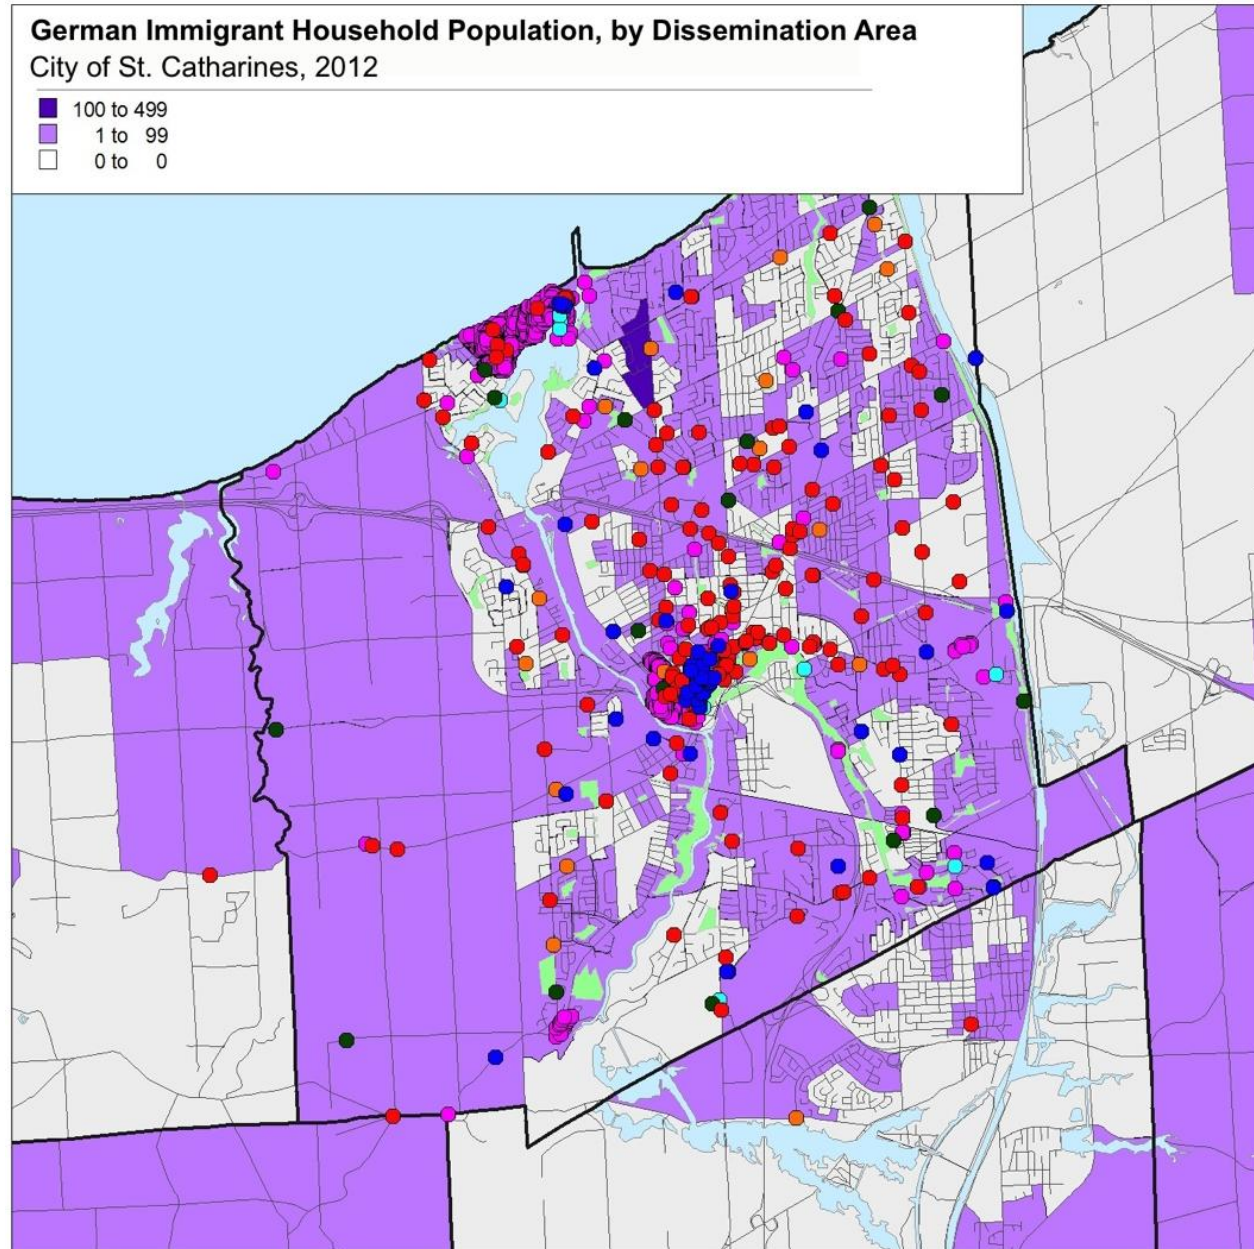 German Immigrant Household Population, by Dissemination Area
City of St. Catharines, 2012
100 to 499
1 to 99
0 to 0